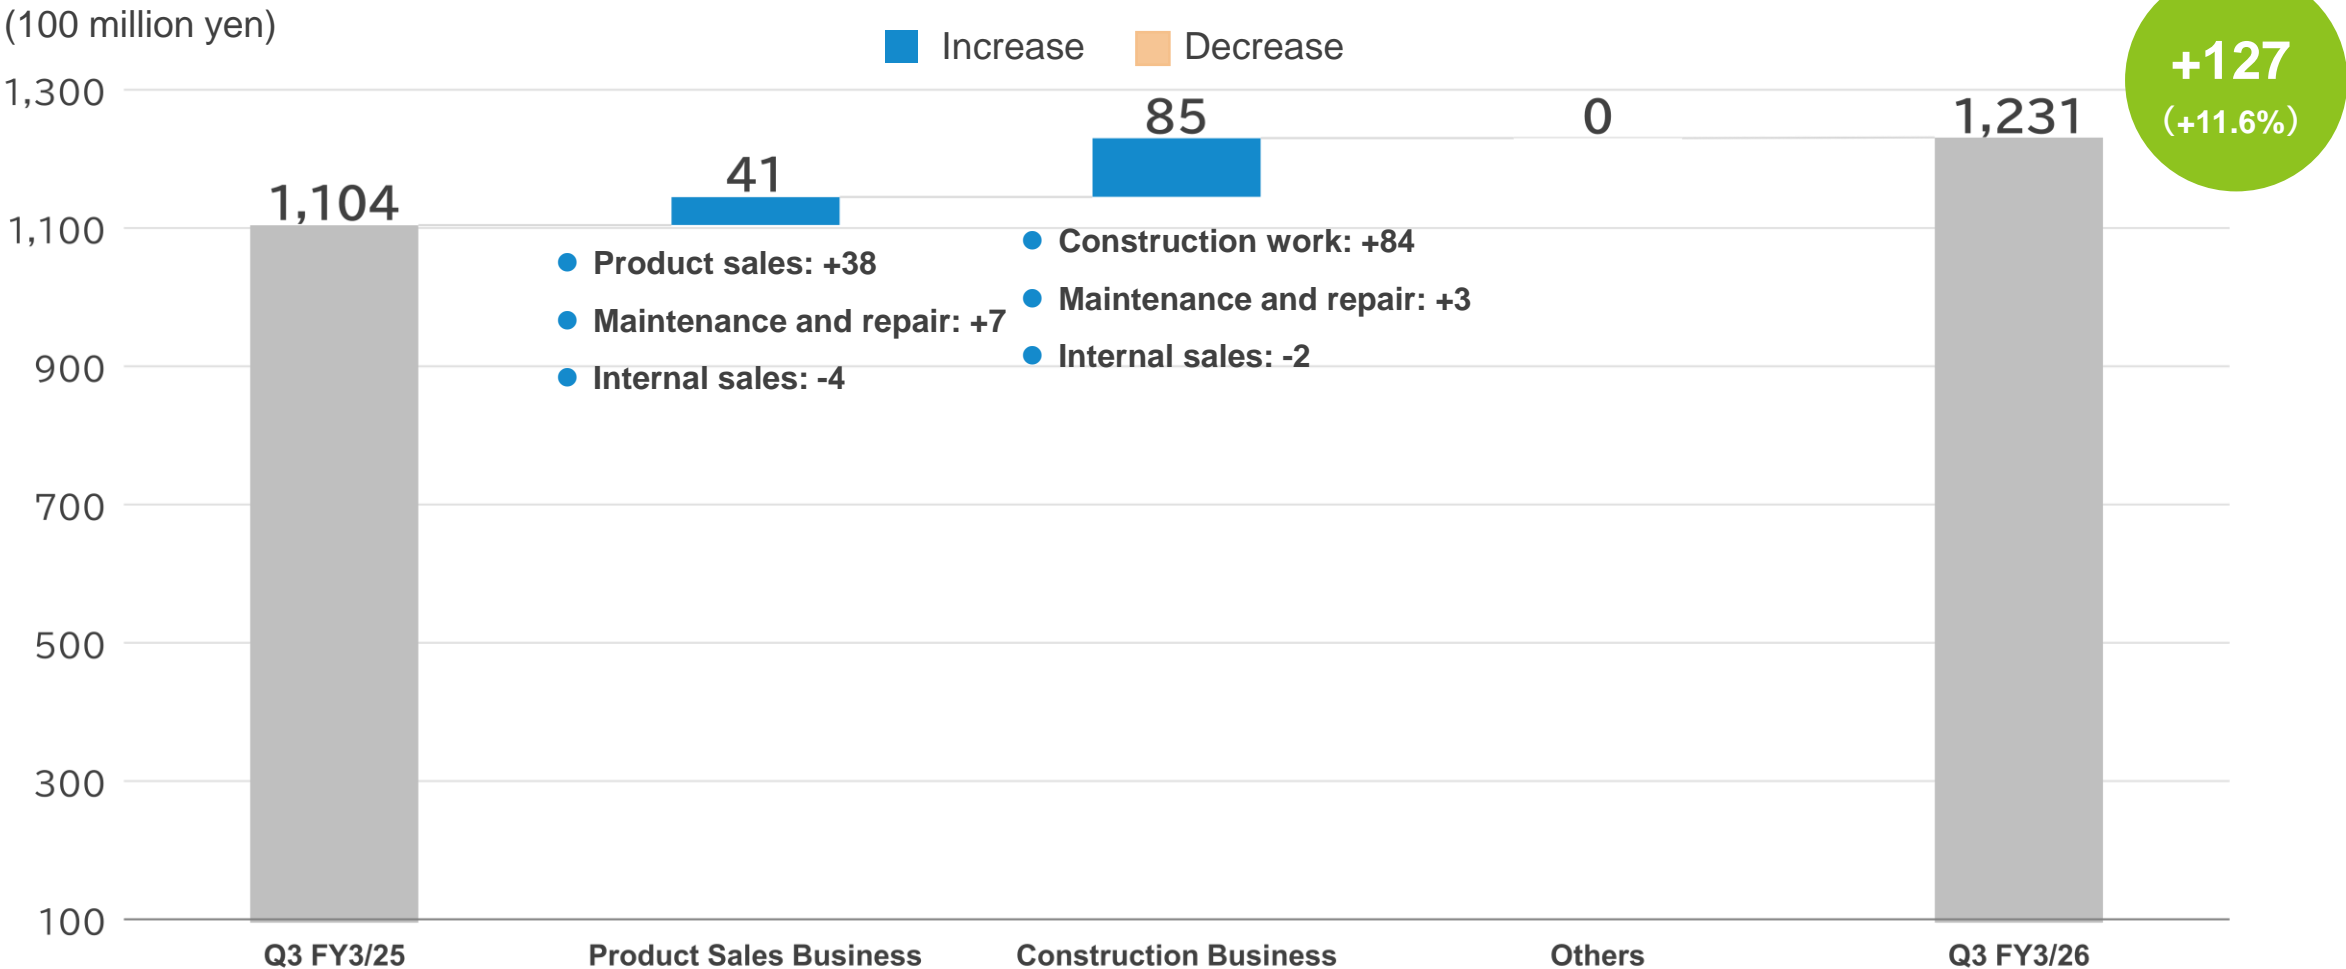 (100 million yen)
Increase
Decrease
+127
(+11.6%)
1,300
1,100
900
700
500
300
100
1,104
41
85
0
1,231
Product sales: +38
Maintenance and repair: +7
Internal sales: -4
Construction work: +84
Maintenance and repair: +3
Internal sales: -2
Q3 FY3/25
Product Sales Business
Construction Business
Others
Q3 FY3/26